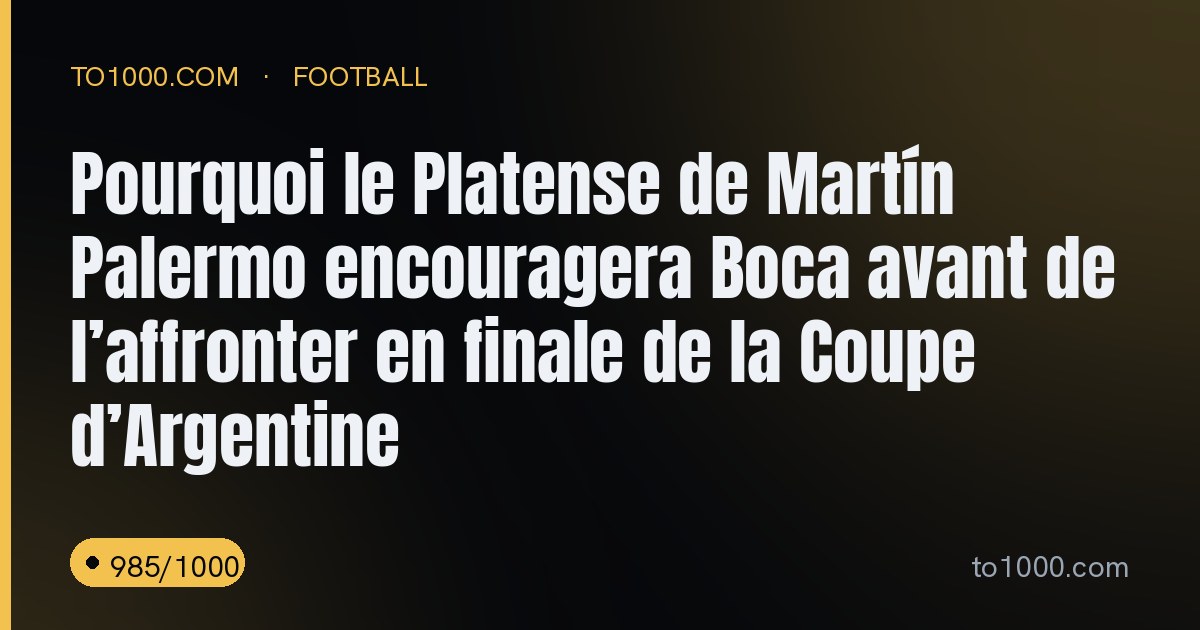 TO1000.COM · FOOTBALL
Pourquoi le Platense de Martín
Palermo encouragera Boca avant de
l’affronter en finale de la Coupe
d’Argentine
985/1000
to1000.com